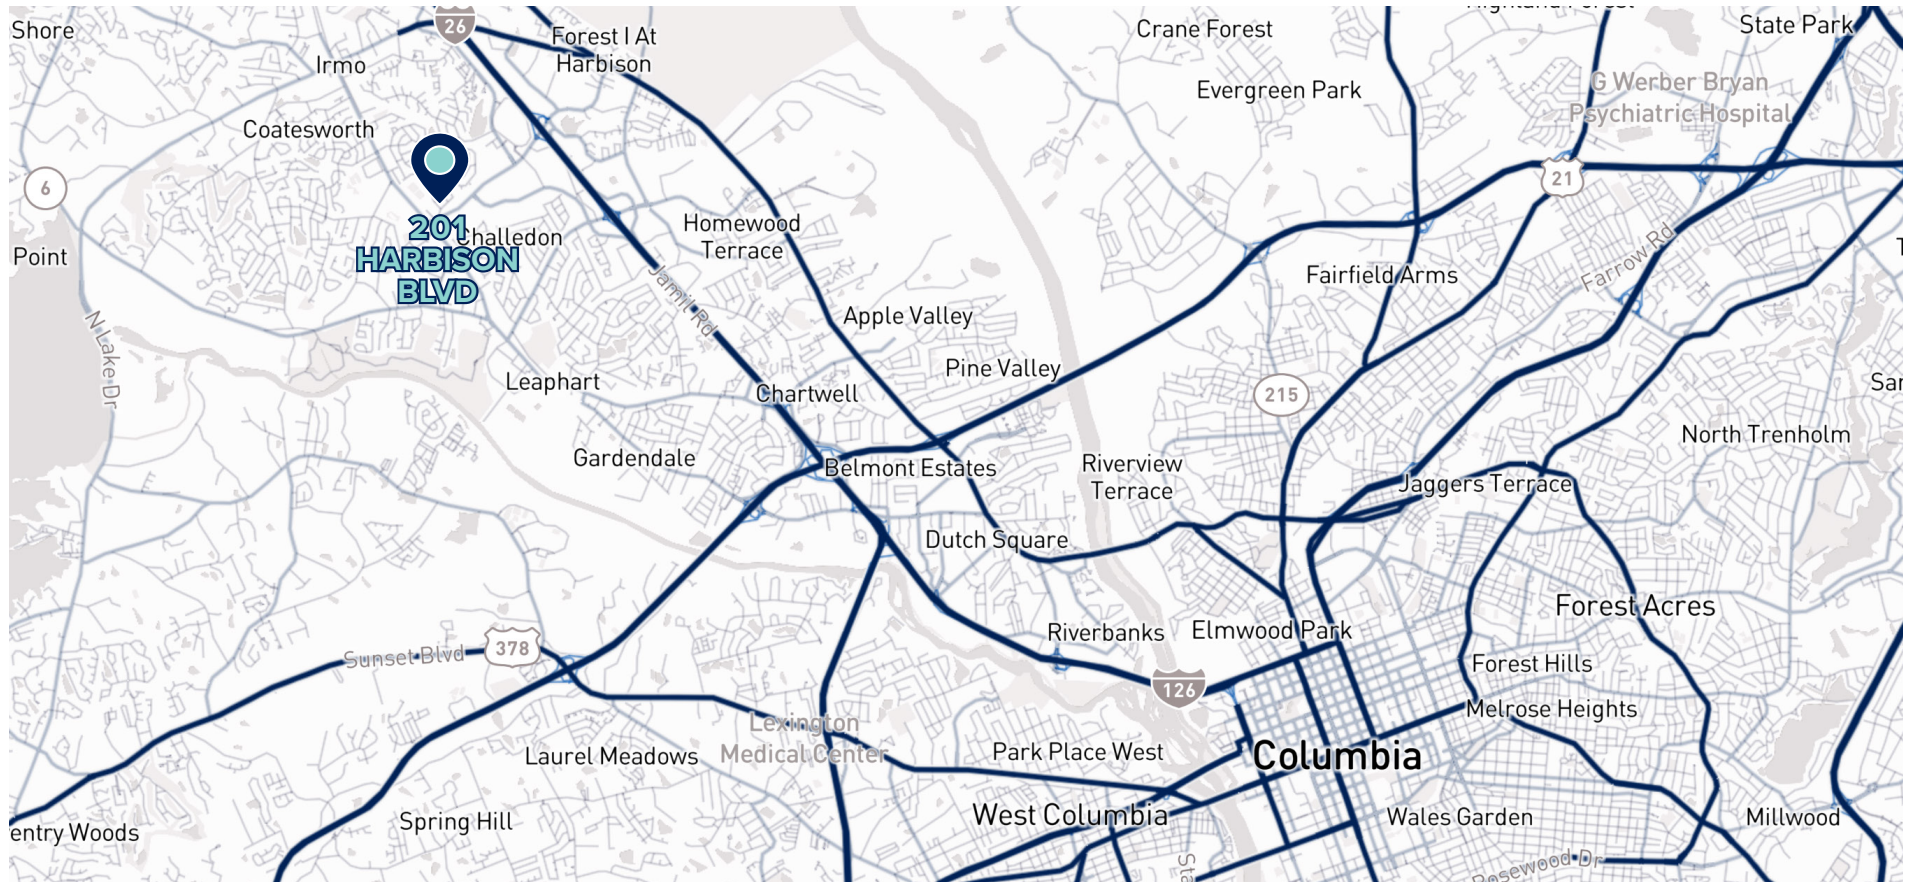 Shore
26
Forest I At
Harbison
Crane Forest
State Park
Irmo
Evergreen Park
G Werber Bryan
Psychiatric Hospital
Coatesworth
6
21
201
HARBISON
BLVD
Challedon
Homewood
Terrace
Point
Farrow Rd
Fairfield Arms
Jamil Rd
Apple Valley
N Lake Dr
Pine Valley
Leaphart
Chartwell
215
North Trenholm
Gardendale
Belmont Estates
Riverview
Terrace
Jaggers Terrace
Dutch Square
Forest Acres
Riverbanks
Elmwood Park
Sunset Blvd
378
Forest Hills
126
Melrose Heights
Lexington
Medical Center
Laurel Meadows
Park Place West
Columbia
West Columbia
Spring Hill
entry Woods
Wales Garden
Millwood
Rosewood Dr
Sta
San